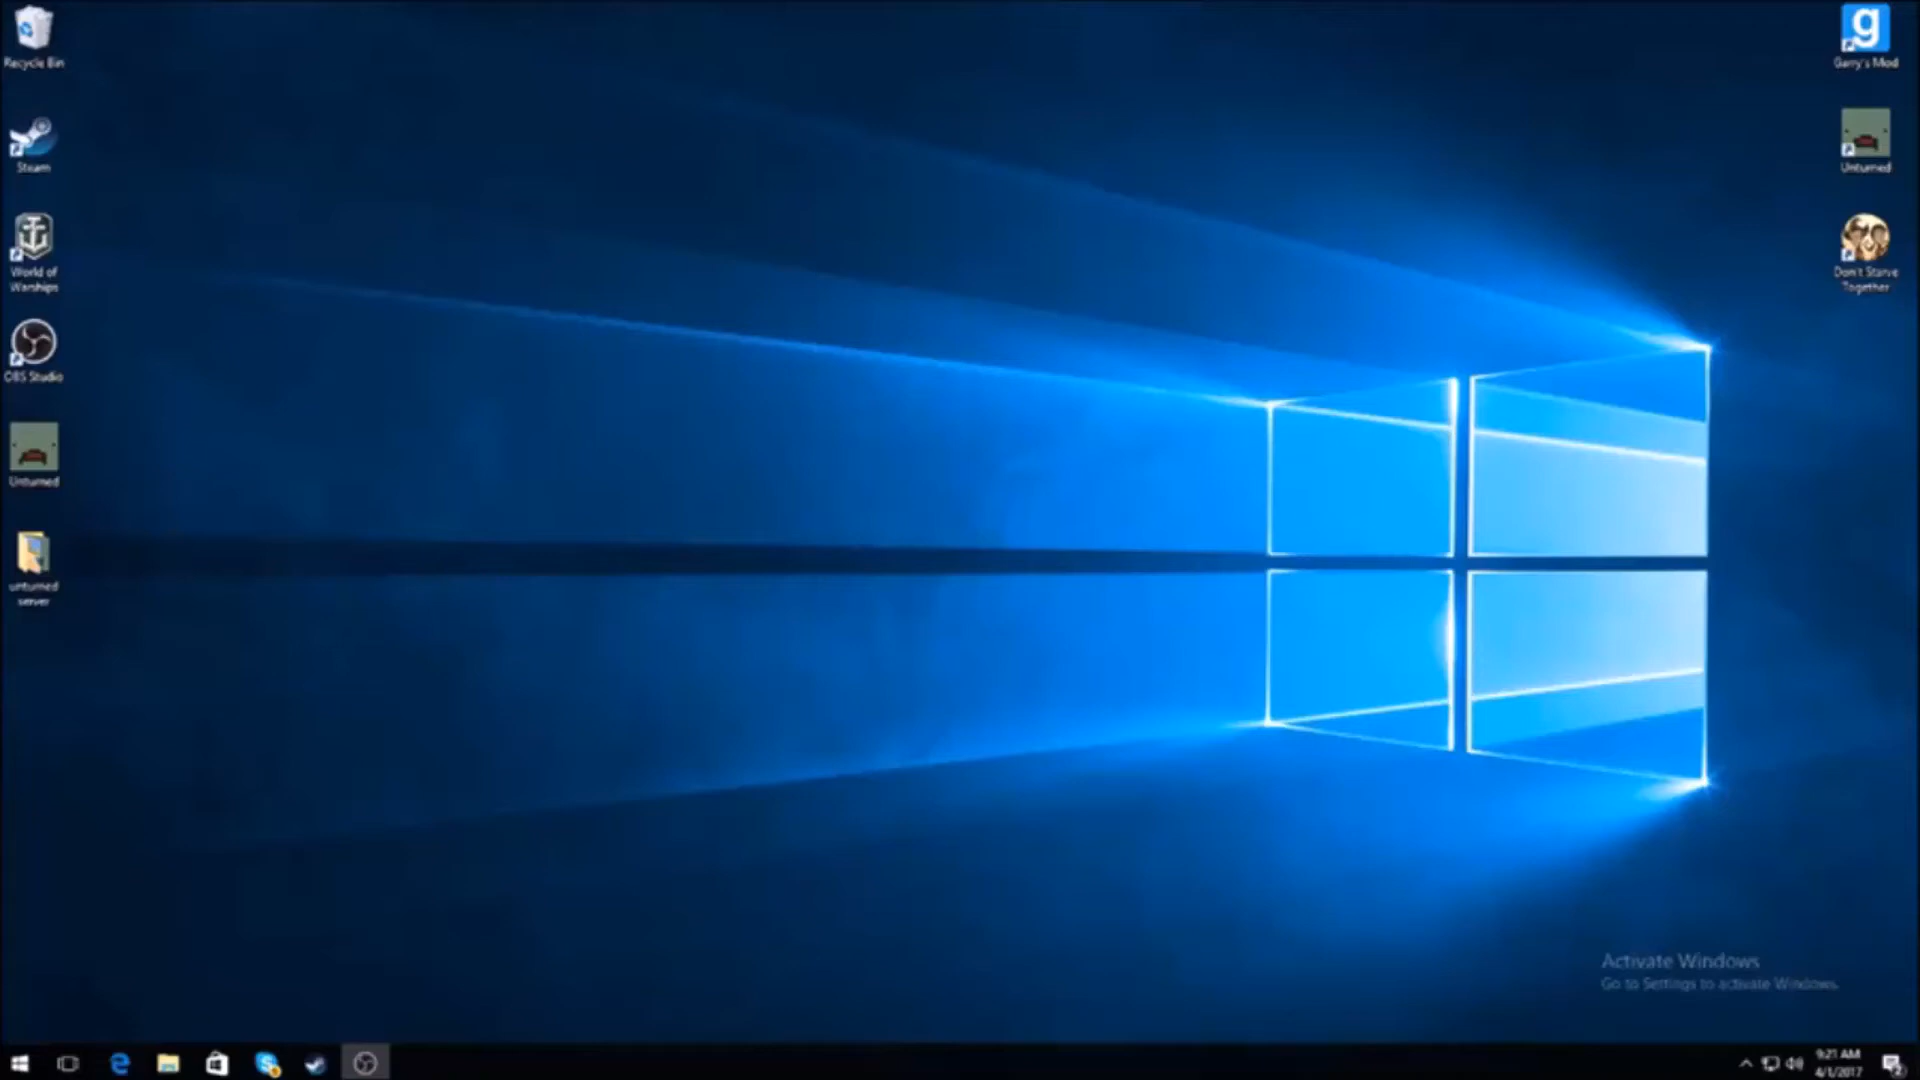 Recycle Bin
Steam
World of
Warships
OBS Studio
Unturned
unturned
server
g
Garry's Mod
Unturned
Don't Starve
Together
Activate Windows
Go to Settings to activate Windows.
9:21 AM
4/1/2017
2